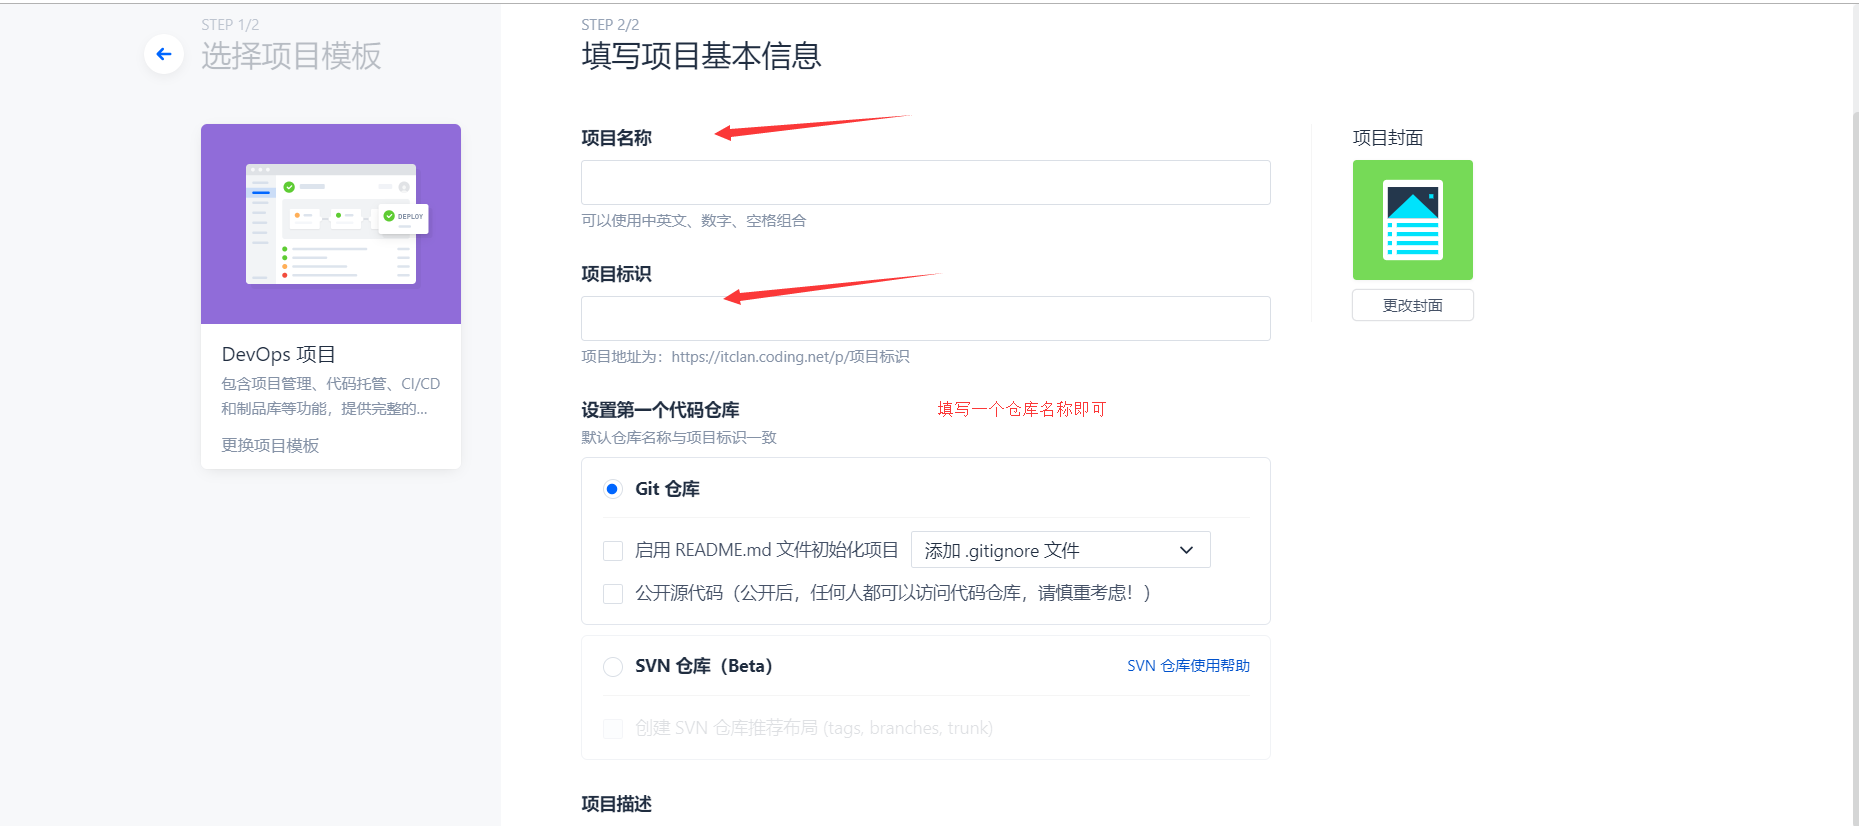 STEP 1/2
选择项目模板
DEPLOY
DevOps 项目
包含项目管理、代码托管、CI/CD
和制品库等功能，提供完整的...
更换项目模板
STEP 2/2
填写项目基本信息
项目名称
可以使用中英文、数字、空格组合
项目标识
项目地址为：https://itclan.coding.net/p/项目标识
设置第一个代码仓库
填写一个仓库名称即可
默认仓库名称与项目标识一致
Git 仓库
启用 README.md 文件初始化项目
添加 .gitignore 文件
公开源代码（公开后，任何人都可以访问代码仓库，请慎重考虑！）
SVN 仓库（Beta）
SVN 仓库使用帮助
创建 SVN 仓库推荐布局 (tags, branches, trunk)
项目描述
项目封面
更改封面